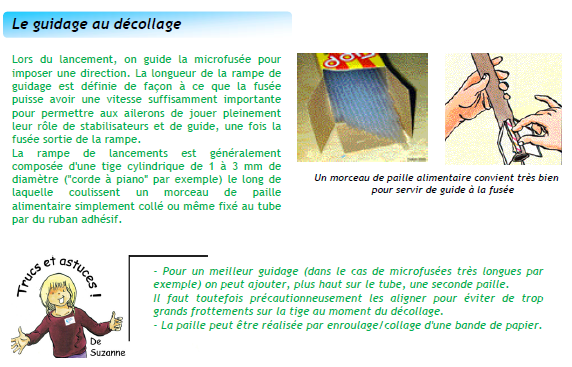 Le guidage au décollage
Lors du lancement, on guide la microfusée pour
imposer une direction. La longueur de la rampe de
guidage est définie de façon à ce que la fusée
puisse avoir une vitesse suffisamment importante
pour permettre aux ailerons de jouer pleinement
leur rôle de stabilisateurs et de guide, une fois la
fusée sortie de la rampe.
La rampe de lancements est généralement
composée d'une tige cylindrique de 1 à 3 mm de
diamètre ("corde à piano" par exemple) le long de
laquelle coulissent un morceau de paille
alimentaire simplement collé ou même fixé au tube
par du ruban adhésif.
Un morceau de paille alimentaire convient très bien
pour servir de guide à la fusée
Trucs et astuces !
De
Suzanne
- Pour un meilleur guidage (dans le cas de microfusées très longues par
exemple) on peut ajouter, plus haut sur le tube, une seconde paille.
Il faut toutefois précautionneusement les aligner pour éviter de trop
grands frottements sur la tige au moment du décollage.
- La paille peut être réalisée par enroulage/collage d'une bande de papier.